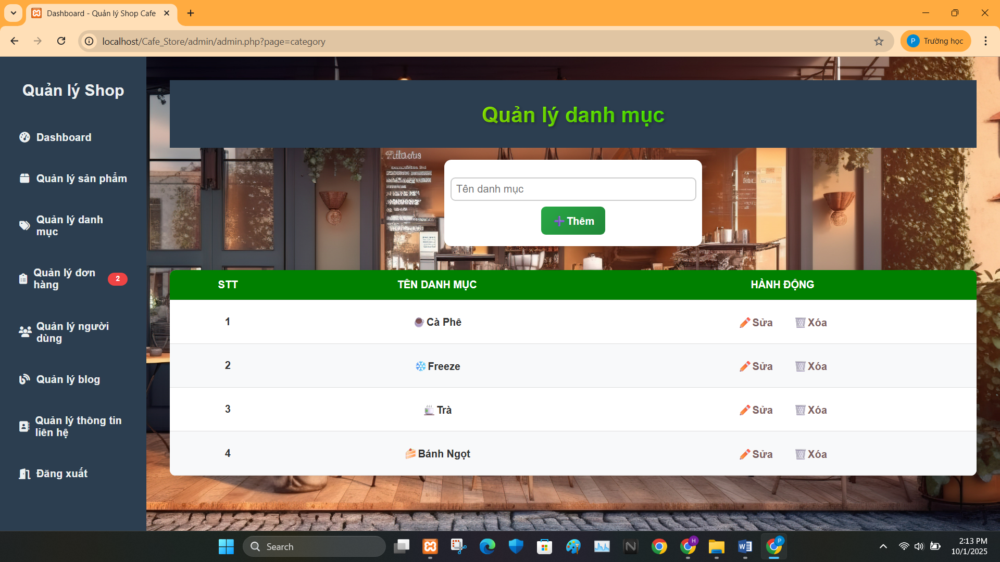 Dashboard - Quản lý Shop Cafe
localhost/Cafe_Store/admin/admin.php?page=category
P Trường học
Quản lý Shop
Dashboard
Quản lý sản phẩm
Quản lý danh
mục
Quản lý đơn
hàng
2
Quản lý người
dùng
Quản lý blog
Quản lý thông tin
liên hệ
Đăng xuất
Quản lý danh mục
Tên danh mục
Thêm
STT TÊN DANH MỤC HÀNH ĐỘNG
1 Cà Phê Sửa Xóa
2 Freeze Sửa Xóa
3 Trà Sửa Xóa
4 Bánh Ngọt Sửa Xóa
Search
H
P
2:13 PM
10/1/2025